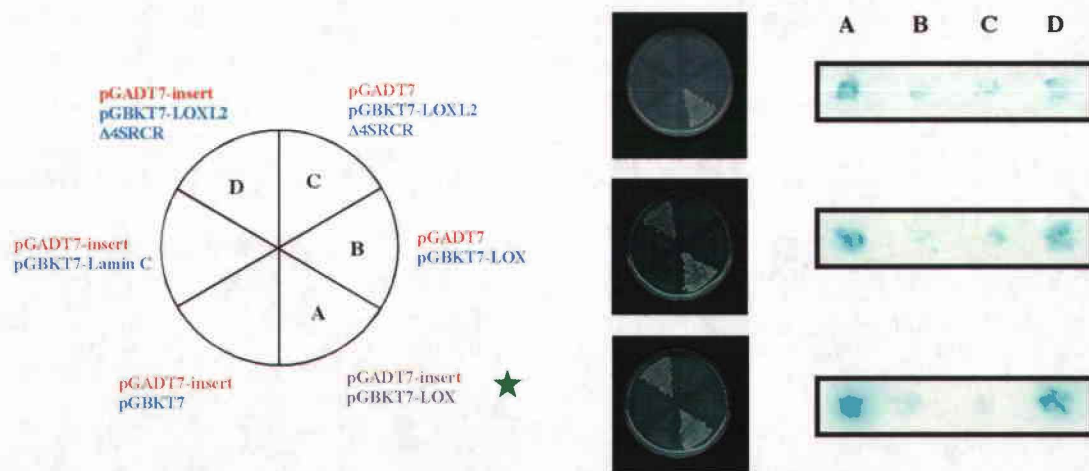 pGADT7-insert
pGBKT7-LOXL2
Δ4SRCR
pGADT7
pGBKT7-LOXL2
Δ4SRCR
D
C
pGADT7-insert
pGBKT7-Lamin C
B
pGADT7
pGBKT7-LOX
A
pGADT7-insert
pGBKT7
pGADT7-insert
pGBKT7-LOX
A B C D